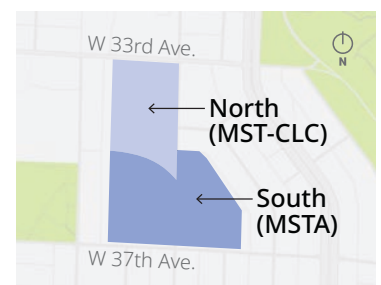 W 33rd Ave.
N
North
(MST-CLC)
South
(MSTA)
W 37th Ave.